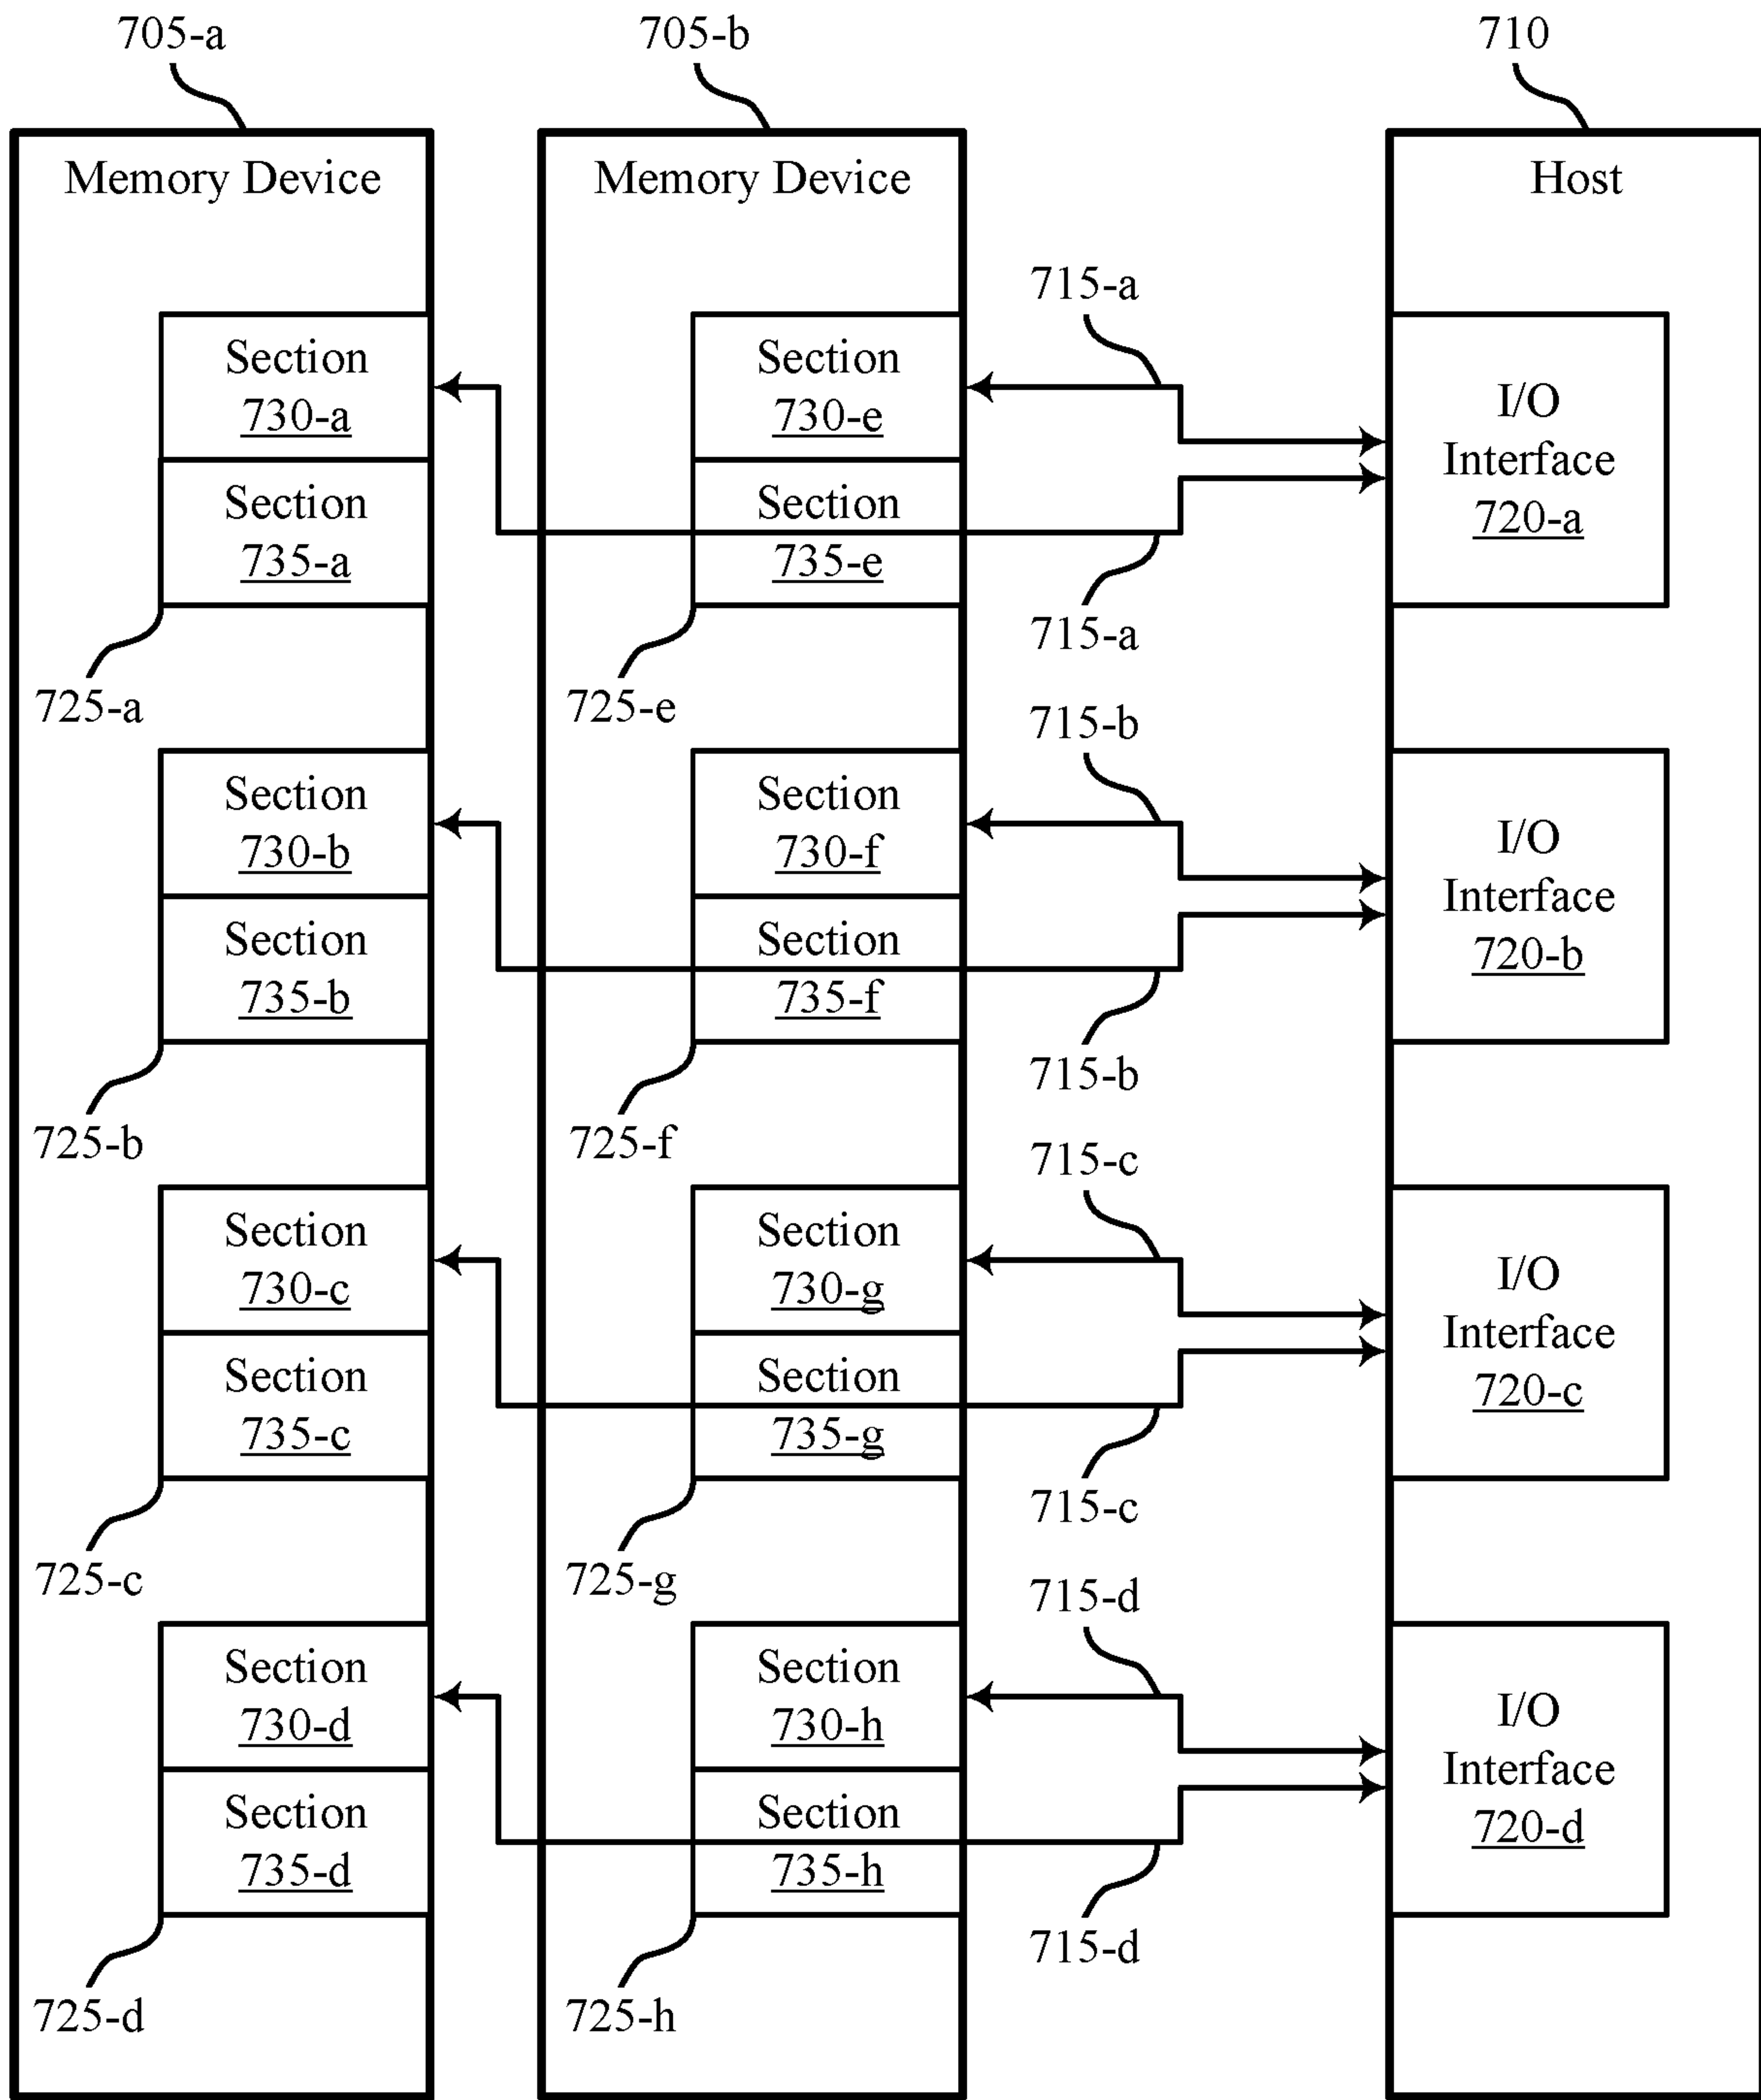 705-a
705-b
710
Memory Device
Memory Device
Host
715-a
Section
730-a
Section
730-e
I/O
Interface
720-a
Section
735-a
Section
735-e
715-a
725-a
725-e
715-b
Section
730-b
Section
730-f
I/O
Interface
720-b
Section
735-b
Section
735-f
715-b
725-b
725-f
715-c
Section
730-c
Section
730-g
I/O
Interface
720-c
Section
735-c
Section
735-g
715-c
725-c
725-g
715-d
Section
730-d
Section
730-h
I/O
Interface
720-d
Section
735-d
Section
735-h
715-d
725-d
725-h